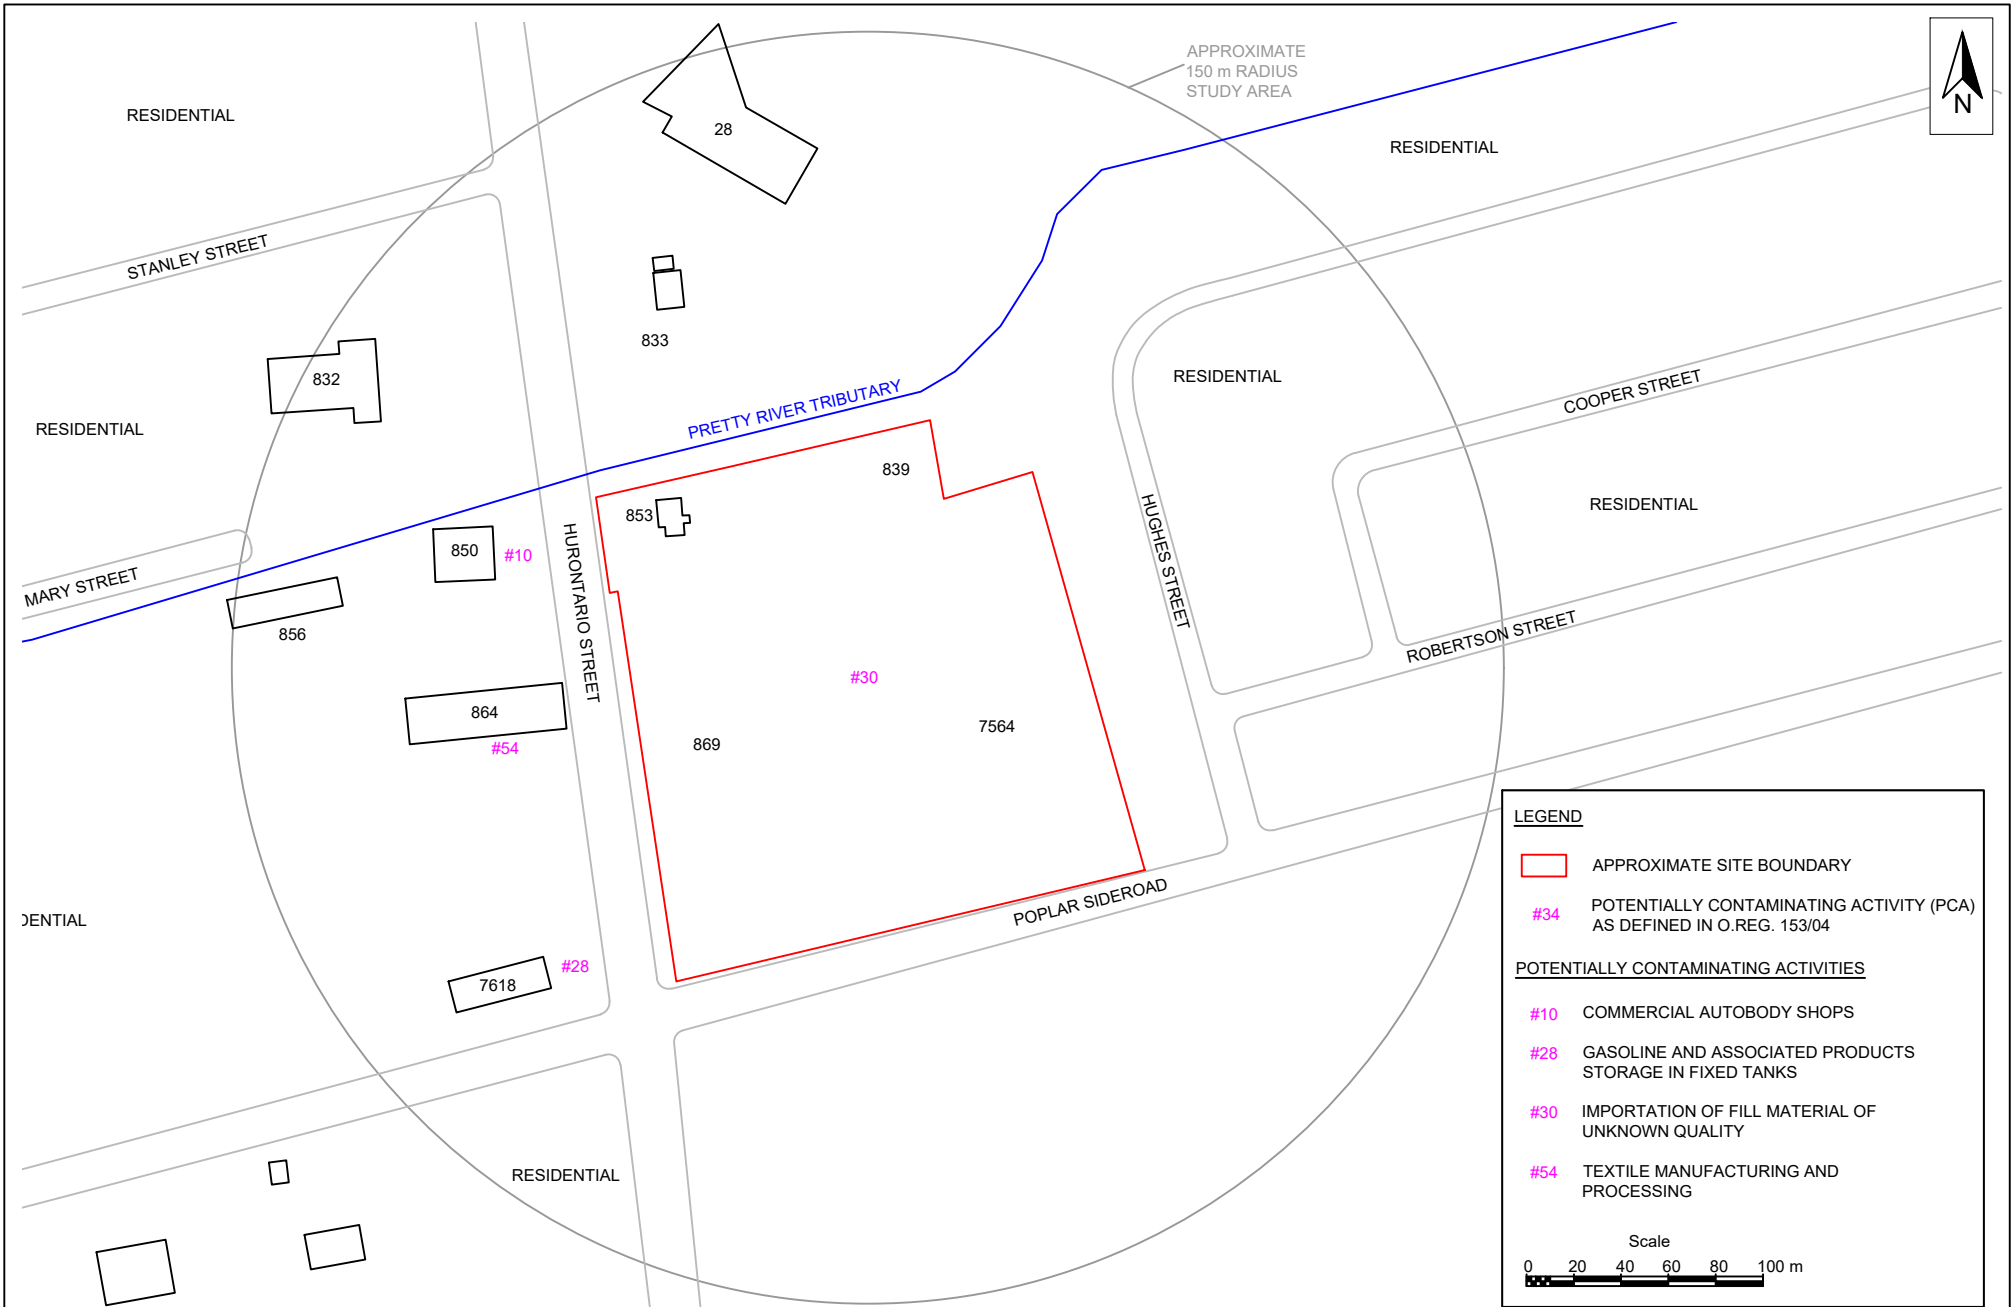 APPROXIMATE
150 m RADIUS
STUDY AREA
N
RESIDENTIAL
28
RESIDENTIAL
STANLEY STREET
833
832
RESIDENTIAL
PRETTY RIVER TRIBUTARY
RESIDENTIAL
COOPER STREET
839
853
RESIDENTIAL
HURONTARIO STREET
HUGHES STREET
850
#10
MARY STREET
856
ROBERTSON STREET
#30
864
#54
869
7564
POPLAR SIDEROAD
DENTIAL
#28
7618
RESIDENTIAL
LEGEND
APPROXIMATE SITE BOUNDARY
#34 POTENTIALLY CONTAMINATING ACTIVITY (PCA)
AS DEFINED IN O.REG. 153/04
POTENTIALLY CONTAMINATING ACTIVITIES
#10 COMMERCIAL AUTOBODY SHOPS
#28 GASOLINE AND ASSOCIATED PRODUCTS
STORAGE IN FIXED TANKS
#30 IMPORTATION OF FILL MATERIAL OF
UNKNOWN QUALITY
#54 TEXTILE MANUFACTURING AND
PROCESSING
Scale
0 20 40 60 80 100 m